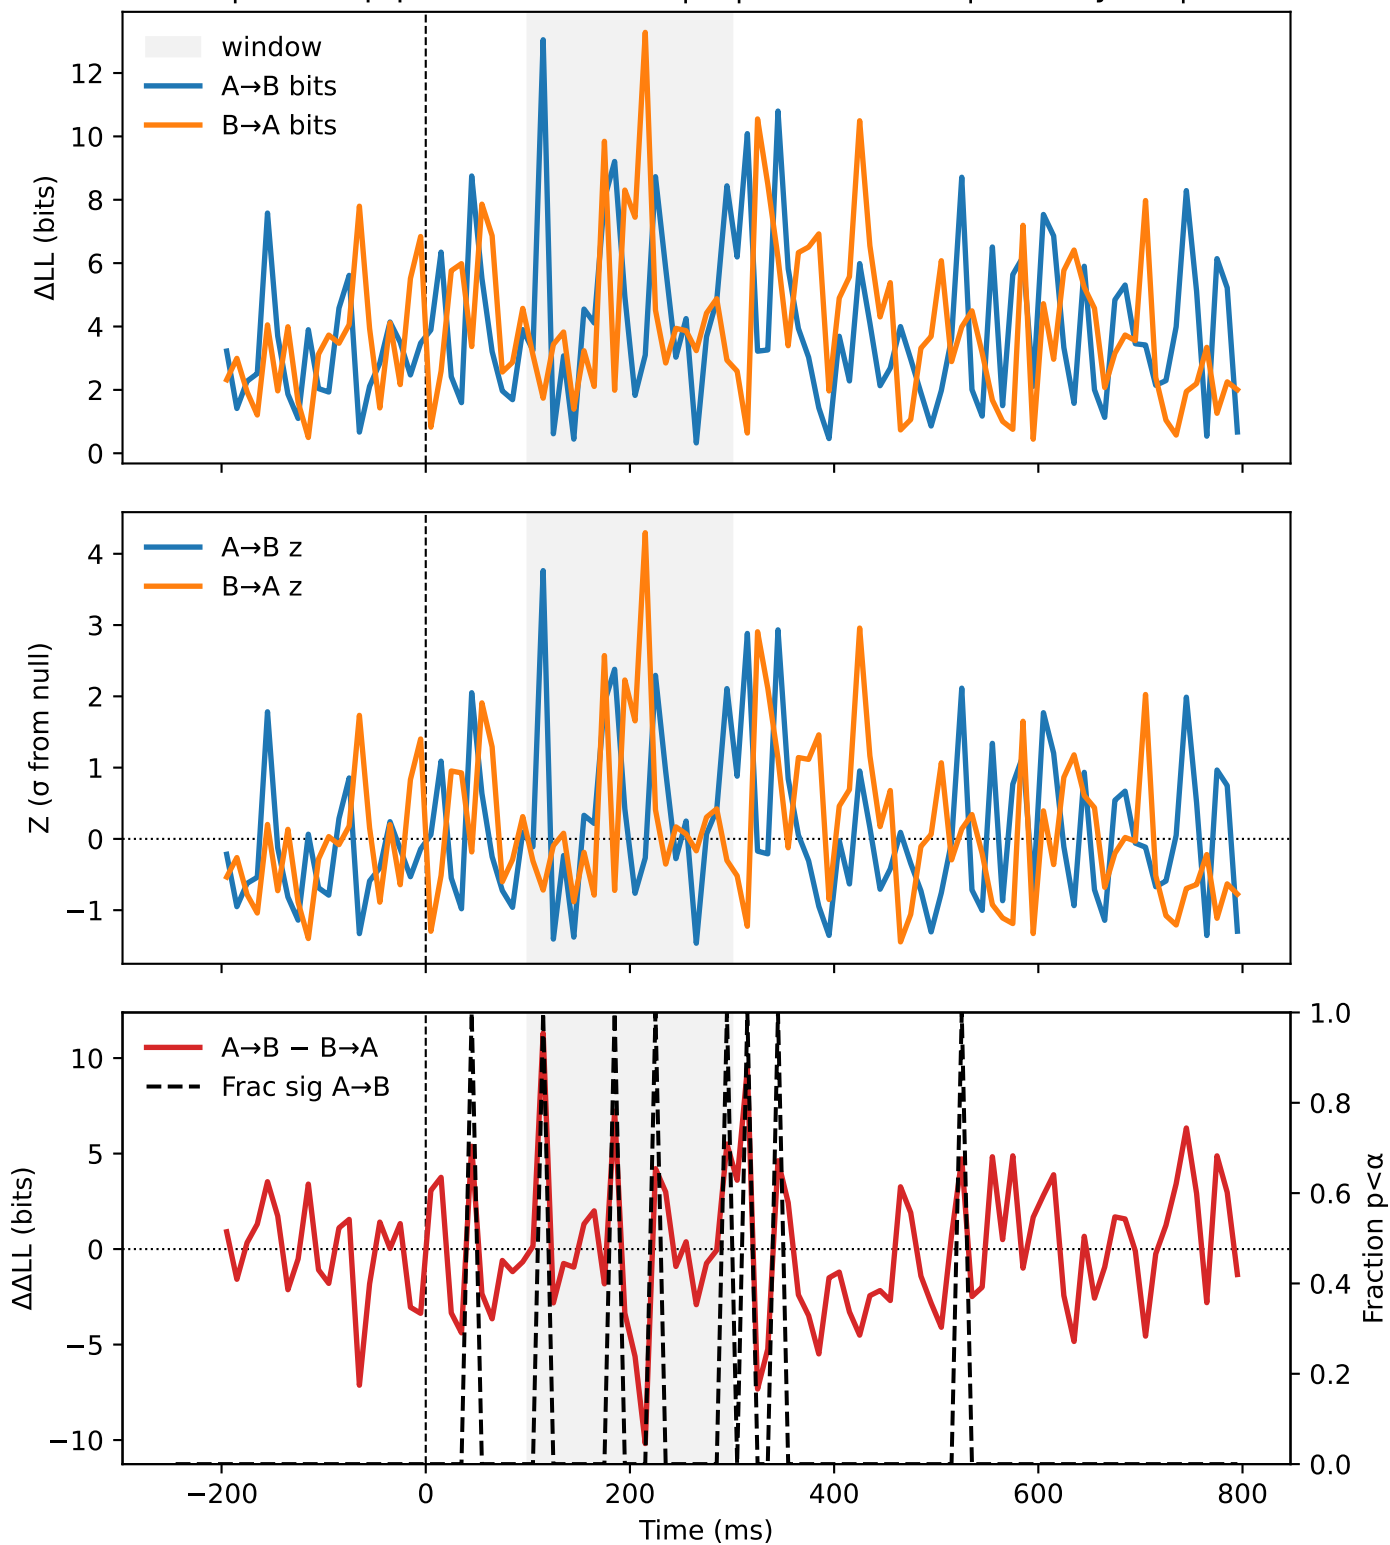 window
A→B bits
B→A bits
ΔLL (bits)
12
10
8
6
4
2
0
A→B z
B→A z
Z (σ from null)
4
3
2
1
0
−1
A→B − B→A
Frac sig A→B
ΔΔLL (bits)
10
5
0
−5
−10
1.0
0.8
0.6
0.4
0.2
0.0
Fraction p<α
−200
0
200
400
600
800
Time (ms)